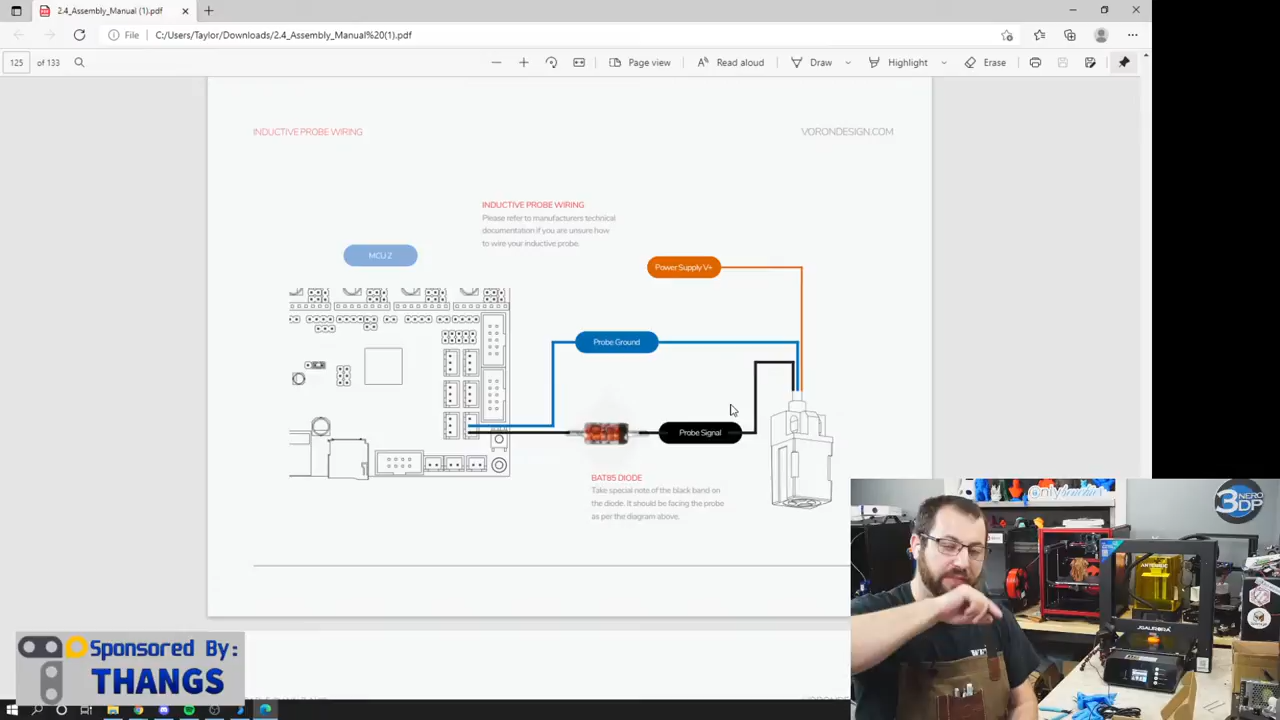 2.4_Assembly_Manual (1).pdf
File
C:/Users/Taylor/Downloads/2.4_Assembly_Manual%20(1).pdf
125 of 133
Page view
Read aloud
Draw
Highlight
Erase
INDUCTIVE PROBE WIRING
VORONDESIGN.COM
INDUCTIVE PROBE WIRING
Please refer to manufacturers technical
documentation if you are unsure how
to wire your inductive probe.
MCU Z
Power Supply V+
Probe Ground
Probe Signal
BAT85 DIODE
Take special note of the black band on
the diode. It should be facing the probe
as per the diagram above.
Sponsored By:
THANGS
NERO
3DP
JGAURORA